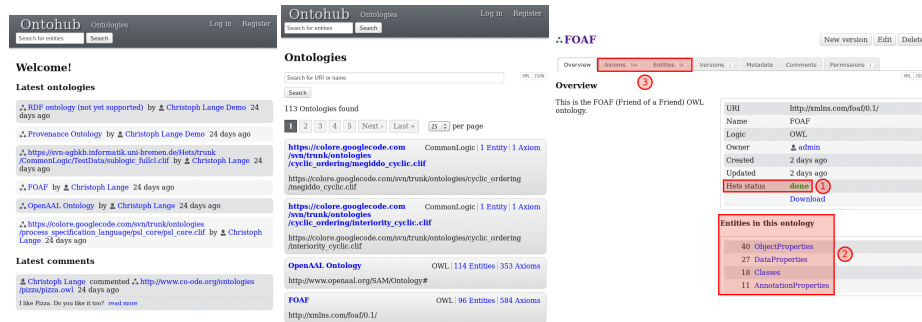 Ontohub Ontologies Log in Register
Search for entities Search
Welcome!
Latest ontologies
RDF ontology (not yet supported) by Christoph Lange Demo 24
days ago
Provenance Ontology by Christoph Lange Demo 24 days ago
https://svn-agbkb.informatik.uni-bremen.de/Hets/trunk
/CommonLogic/TestData/sublogic_fullcl.clif by Christoph Lange 24
days ago
FOAF by Christoph Lange 24 days ago
OpenAAL Ontology by Christoph Lange 24 days ago
https://colore.googlecode.com/svn/trunk/ontologies
/process_specification_language/psl_core/psl_core.clif by Christoph
Lange 24 days ago
Latest comments
Christoph Lange commented http://www.co-ode.org/ontologies
/pizza/pizza.owl 24 days ago
I like Pizza. Do you like it too? read more
Ontohub Ontologies Log in Register
Search for entities Search
Ontologies
Search for URI or name XML JSON
Search
113 Ontologies found
1 2 3 4 5 Next › Last » 25 per page
https://colore.googlecode.com CommonLogic 1 Entity 1 Axiom
/svn/trunk/ontologies
/cyclic_ordering/megiddo_cyclic.clif
https://colore.googlecode.com/svn/trunk/ontologies/cyclic_ordering
/megiddo_cyclic.clif
https://colore.googlecode.com CommonLogic 1 Entity 1 Axiom
/svn/trunk/ontologies
/cyclic_ordering/interiority_cyclic.clif
https://colore.googlecode.com/svn/trunk/ontologies/cyclic_ordering
/interiority_cyclic.clif
OpenAAL Ontology OWL 114 Entities 353 Axioms
http://www.openaal.org/SAM/Ontology#
FOAF OWL 96 Entities 584 Axioms
http://xmlns.com/foaf/0.1/
FOAF New version Edit Delete
Overview Axioms 584 Entities 96 Versions 1 Metadata Comments Permissions 1
3
XML JSON
Overview
This is the FOAF (Friend of a Friend) OWL
ontology.
URI http://xmlns.com/foaf/0.1/
Name FOAF
Logic OWL
Owner admin
Created 2 days ago
Updated 2 days ago
Hets status done 1
Download
Entities in this ontology
40 ObjectProperties
2
27 DataProperties
18 Classes
11 AnnotationProperties